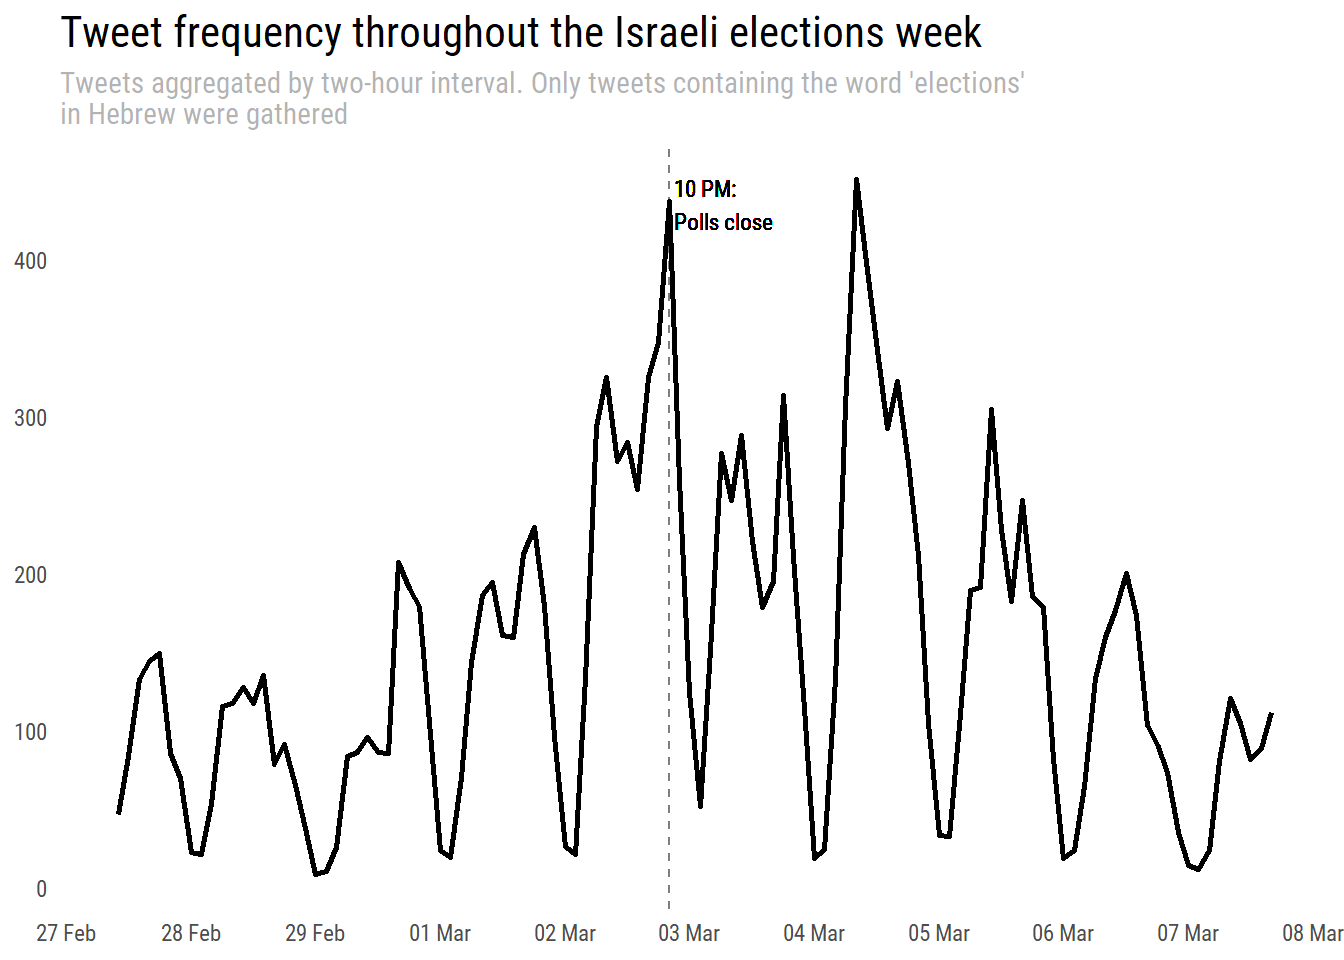 Tweet frequency throughout the Israeli elections week
Tweets aggregated by two-hour interval. Only tweets containing the word 'elections'
in Hebrew were gathered
10 PM:
Polls close
400
300
200
100
0
27 Feb
28 Feb
29 Feb
01 Mar
02 Mar
03 Mar
04 Mar
05 Mar
06 Mar
07 Mar
08 Mar